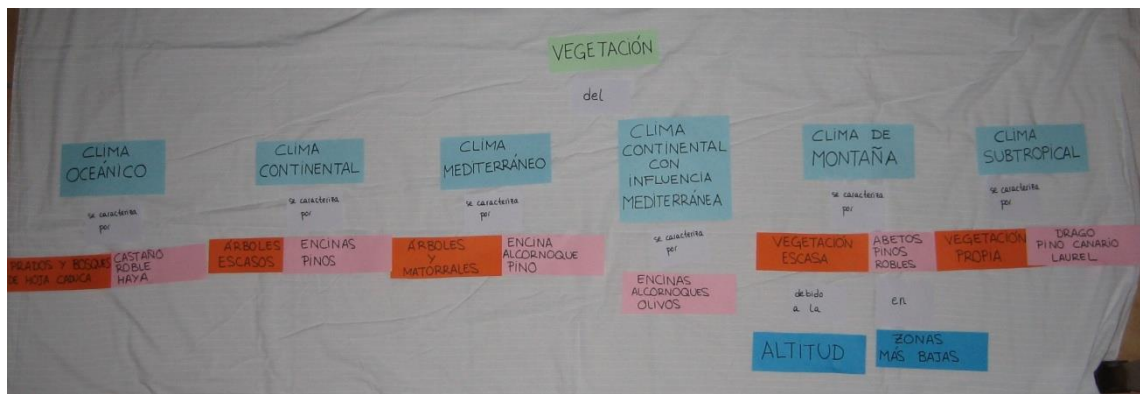 VEGETACIÓN
del
CLIMA
OCEÁNICO
se caracteriza
por
PRADOS Y BOSQUES
DE HOJA CADUCA
CASTAÑO
ROBLE
HAYA
CLIMA
CONTINENTAL
se caracteriza
por
ÁRBOLES
ESCASOS
ENCINAS
PINOS
CLIMA
MEDITERRÁNEO
se caracteriza
por
ÁRBOLES
Y
MATORRALES
ENCINA
ALCORNOQUE
PINO
CLIMA
CONTINENTAL
CON
INFLUENCIA
MEDITERRÁNEA
se caracteriza
por
ENCINAS
ALCORNOQUES
OLIVOS
CLIMA DE
MONTAÑA
se caracteriza
por
VEGETACIÓN
ESCASA
debido
a la
ALTITUD
ABETOS
PINOS
ROBLES
en
ZONAS
MÁS BAJAS
CLIMA
SUBTROPICAL
se caracteriza
por
VEGETACIÓN
PROPIA
DRAGO
PINO CANARIO
LAUREL